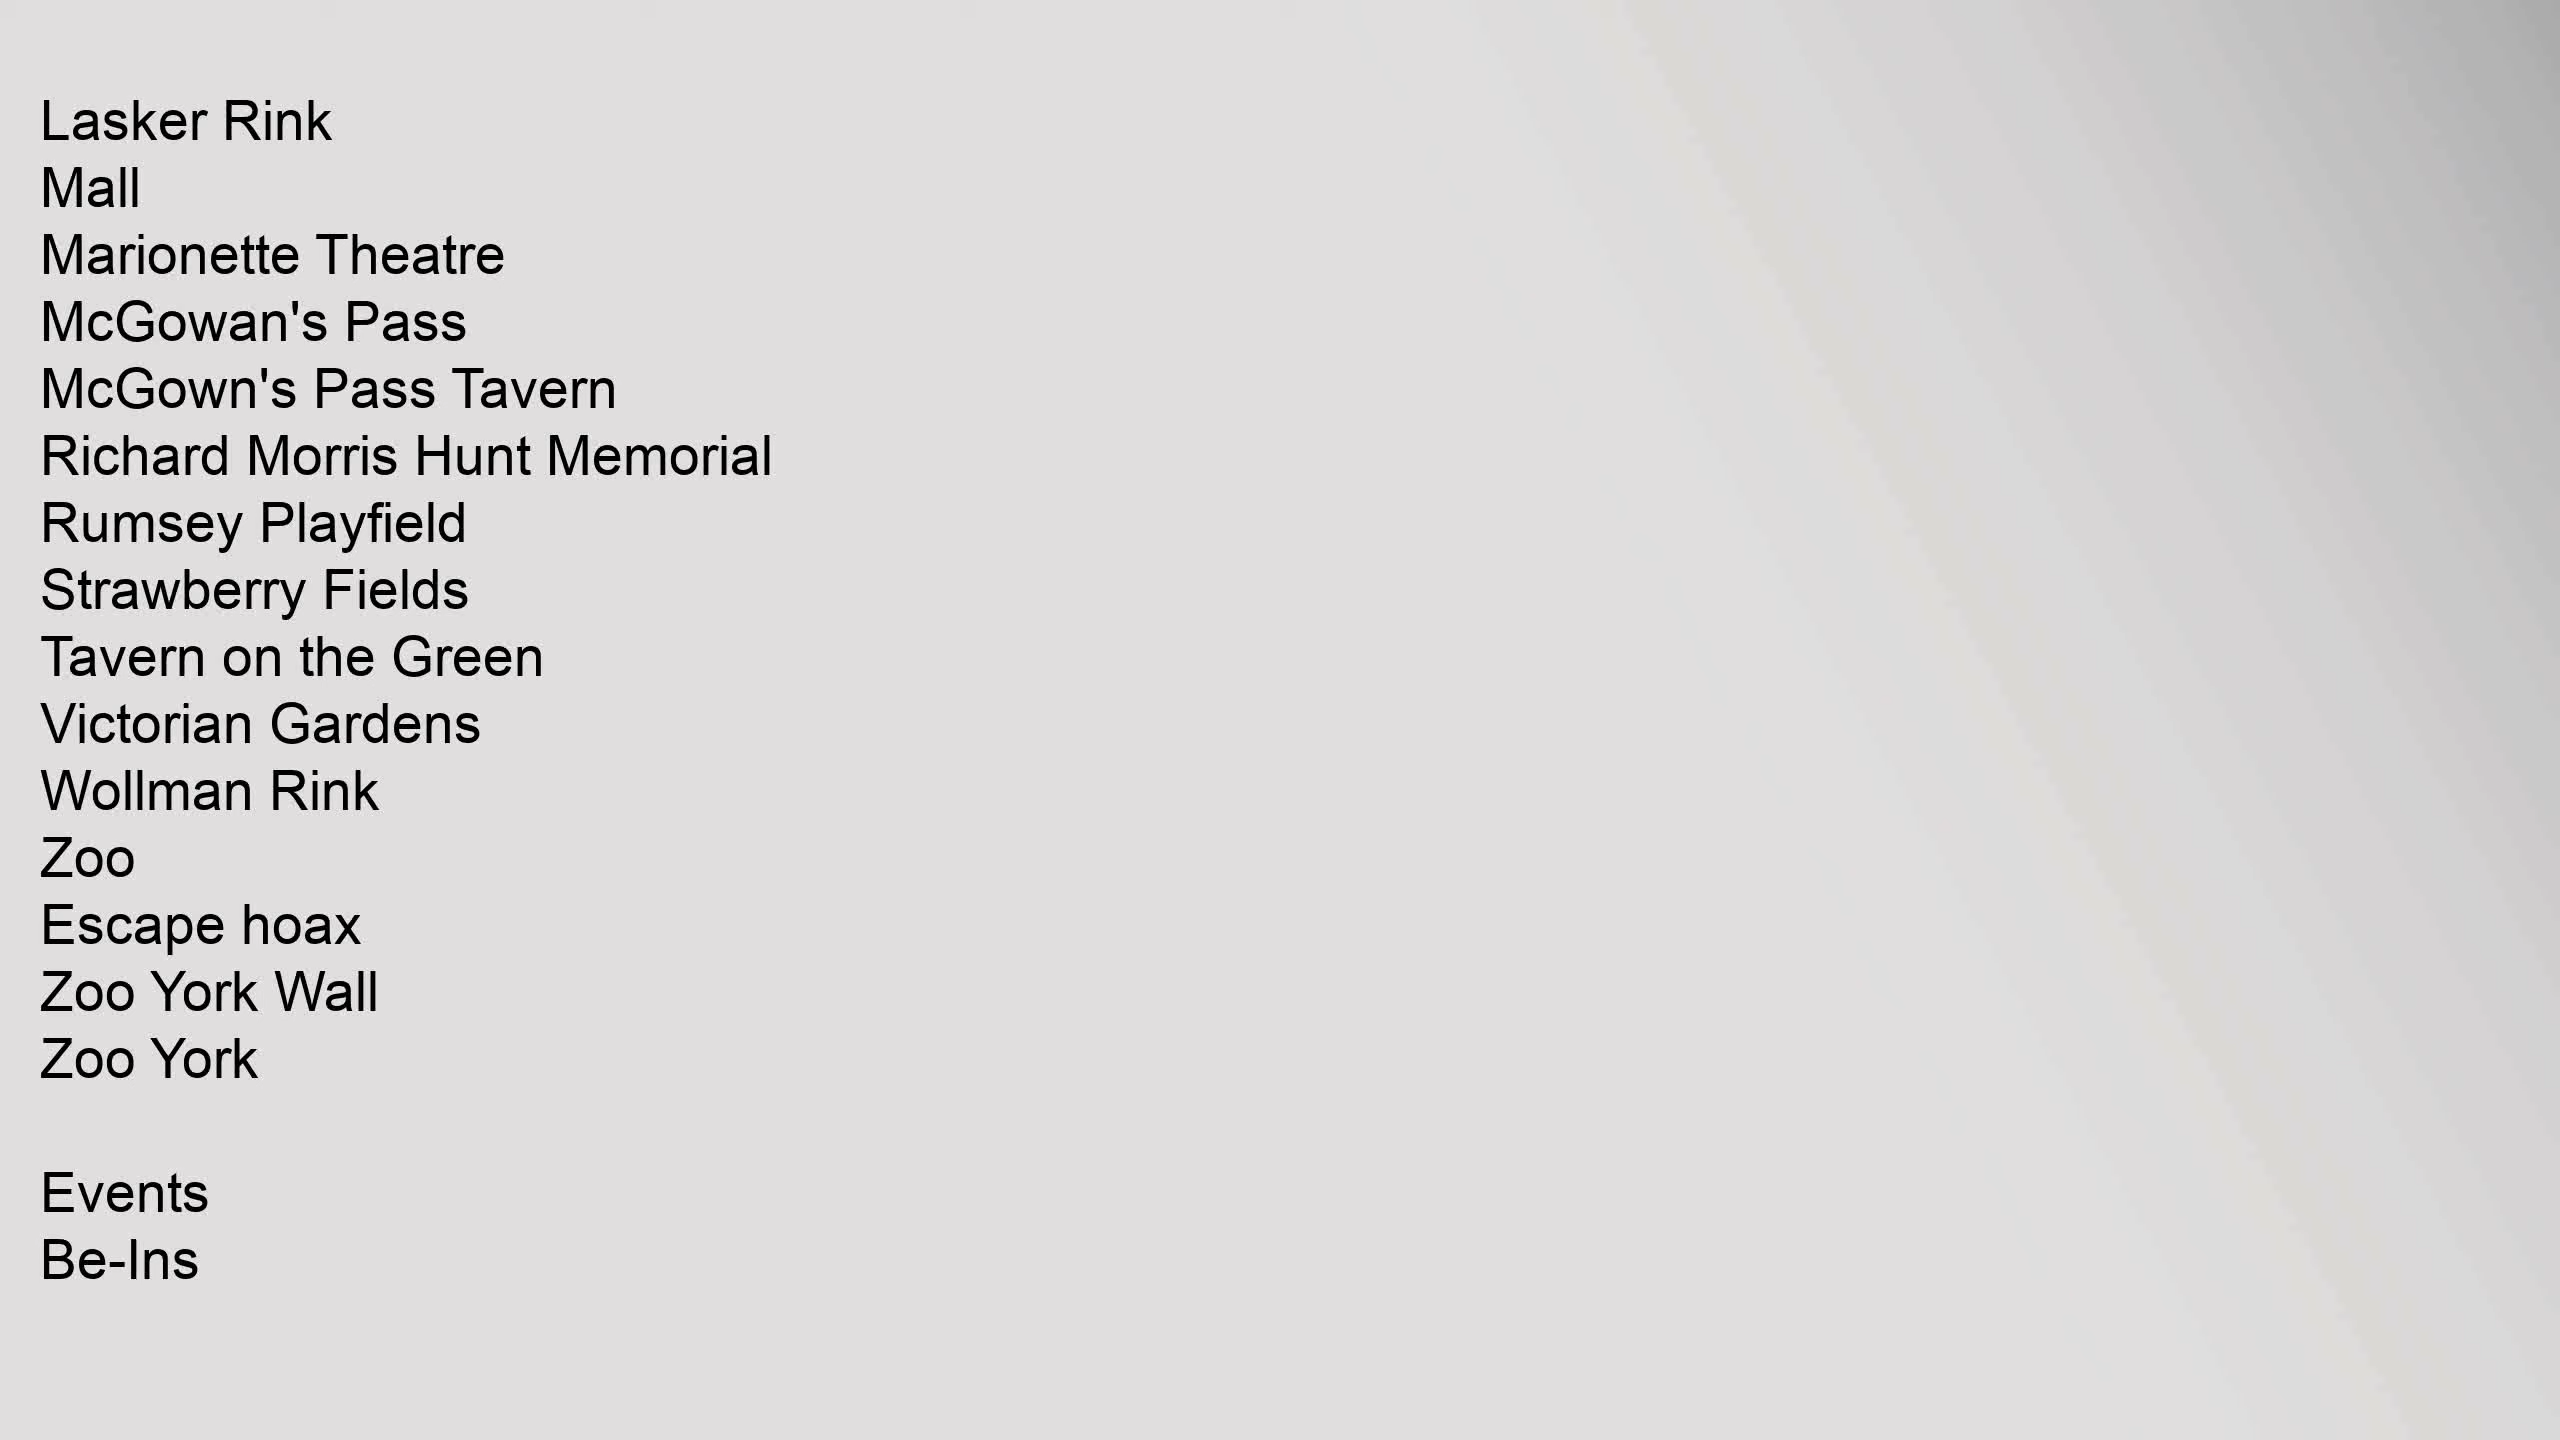 Lasker Rink
Mall
Marionette Theatre
McGowan's Pass
McGown's Pass Tavern
Richard Morris Hunt Memorial
Rumsey Playfield
Strawberry Fields
Tavern on the Green
Victorian Gardens
Wollman Rink
Zoo
Escape hoax
Zoo York Wall
Zoo York
Events
Be-Ins